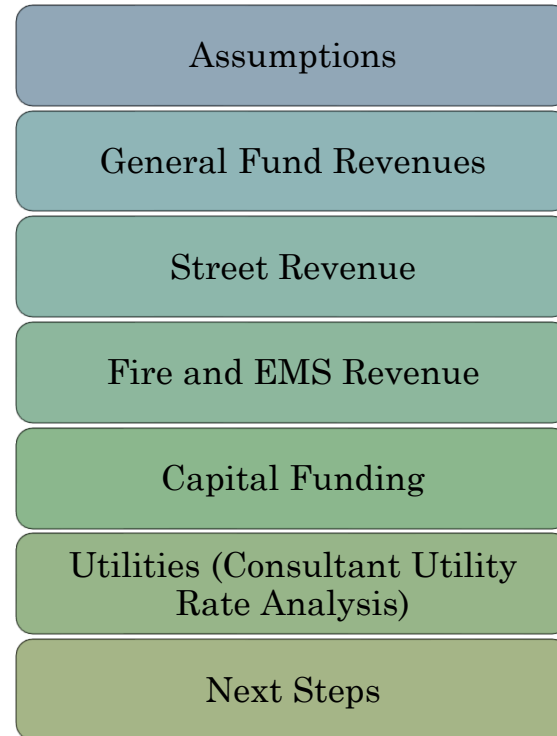 Assumptions
General Fund Revenues
Street Revenue
Fire and EMS Revenue
Capital Funding
Utilities (Consultant Utility
Rate Analysis)
Next Steps